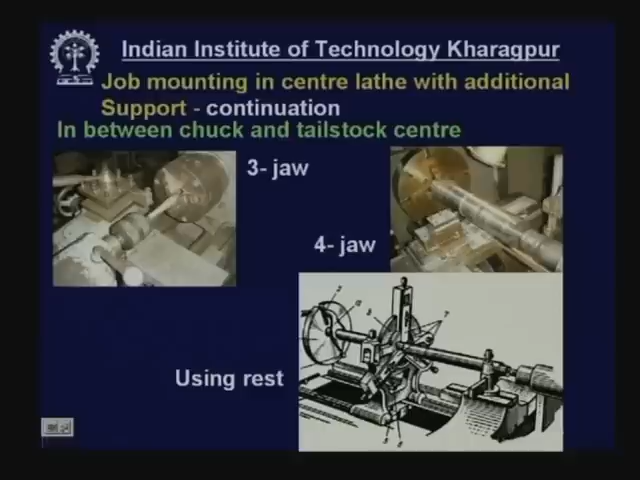 Indian Institute of Technology Kharagpur
Job mounting in centre lathe with additional
Support - continuation
In between chuck and tailstock centre
3- jaw
4- jaw
Using rest